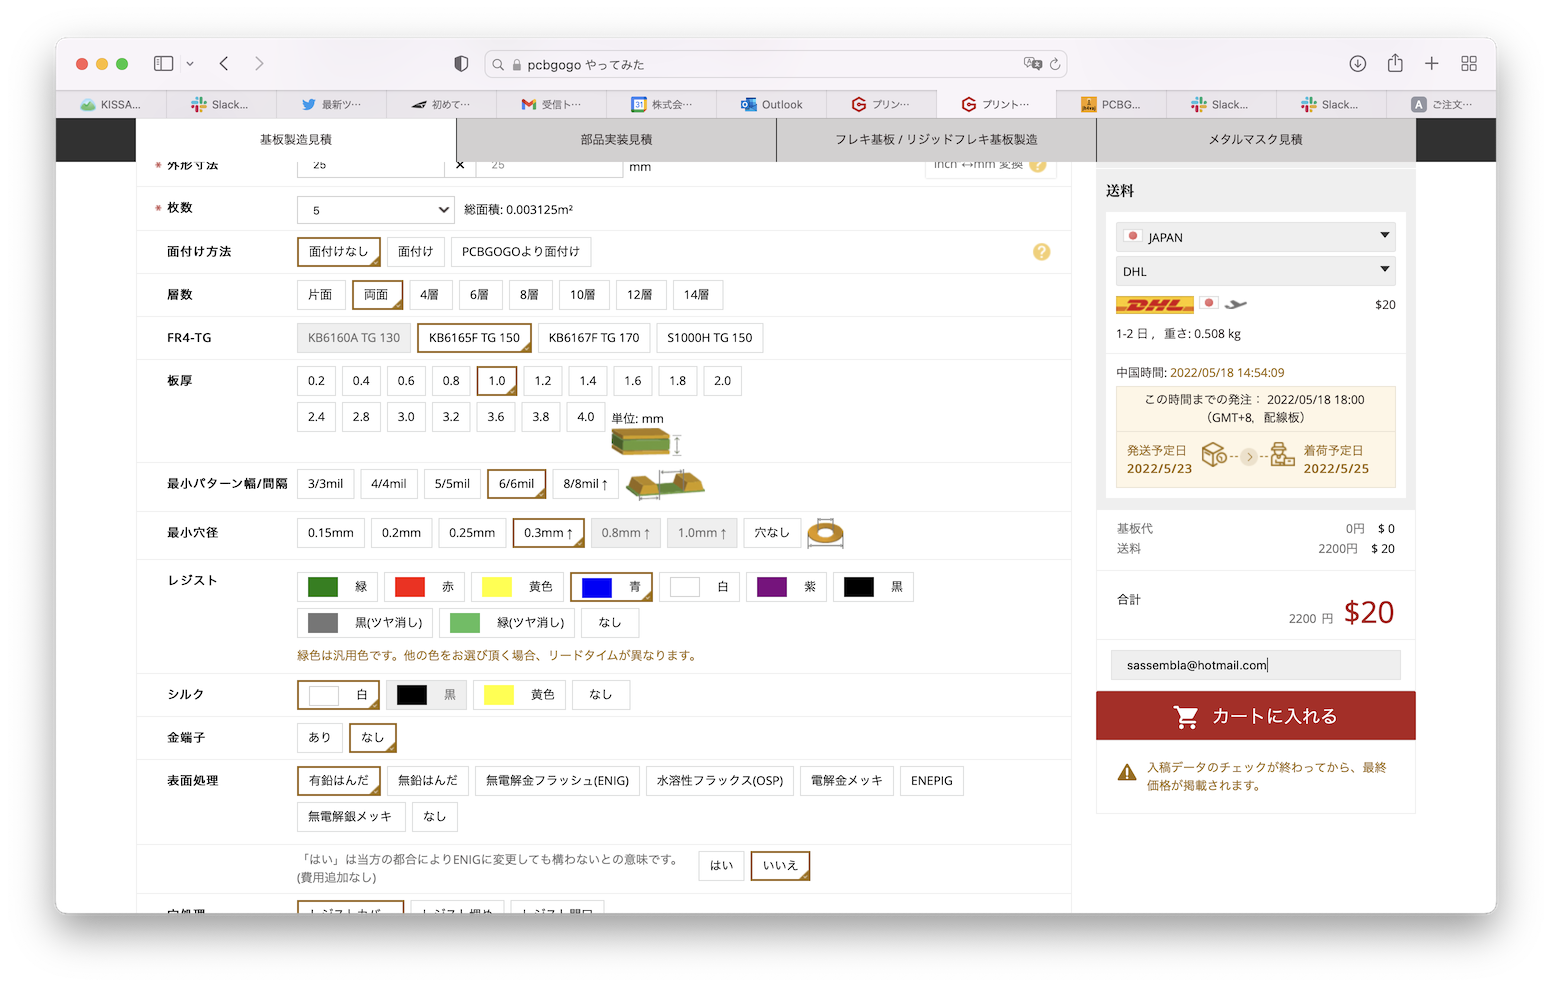 pcbgogo やってみた
KISSA...
Slack...
最新ツ…
初めて…
受信ト…
31
株式会…
Outlook
プリン…
プリント…
PCBG...
Slack...
Slack...
A
ご注文…
基板製造見積
部品実装見積
フレキ基板 / リジッドフレキ基板製造
メタルマスク見積
* 外形寸法
25
×
25
mm
inch ↔mm 変換
?
* 枚数
5
総面積: 0.003125m²
面付け方法
面付けなし
面付け
PCBGOGOより面付け
?
層数
片面
両面
4層
6層
8層
10層
12層
14層
FR4-TG
KB6160A TG 130
KB6165F TG 150
KB6167F TG 170
S1000H TG 150
板厚
0.2
0.4
0.6
0.8
1.0
1.2
1.4
1.6
1.8
2.0
2.4
2.8
3.0
3.2
3.6
3.8
4.0
単位: mm
最小パターン幅/間隔
3/3mil
4/4mil
5/5mil
6/6mil
8/8mil ↑
最小穴径
0.15mm
0.2mm
0.25mm
0.3mm ↑
0.8mm ↑
1.0mm ↑
穴なし
レジスト
緑
赤
黄色
青
白
紫
黒
黒(ツヤ消し)
緑(ツヤ消し)
なし
緑色は汎用色です。他の色をお選び頂く場合、リードタイムが異なります。
シルク
白
黒
黄色
なし
金端子
あり
なし
表面処理
有鉛はんだ
無鉛はんだ
無電解金フラッシュ(ENIG)
水溶性フラックス(OSP)
電解金メッキ
ENEPIG
無電解銀メッキ
なし
「はい」は当方の都合によりENIGに変更しても構わないとの意味です。
(費用追加なし)
はい
いいえ
穴処理
レジストカバー
レジスト埋め
レジスト開口
送料
JAPAN
DHL
DHL
$20
1-2 日， 重さ: 0.508 kg
中国時間: 2022/05/18 14:54:09
この時間までの発注： 2022/05/18 18:00
（GMT+8, 配線板）
発送予定日
2022/5/23
着荷予定日
2022/5/25
基板代
0円 $ 0
送料
2200円 $ 20
合計
2200 円 $20
sassembla@hotmail.com
カートに入れる
入稿データのチェックが終わってから、最終
価格が掲載されます。